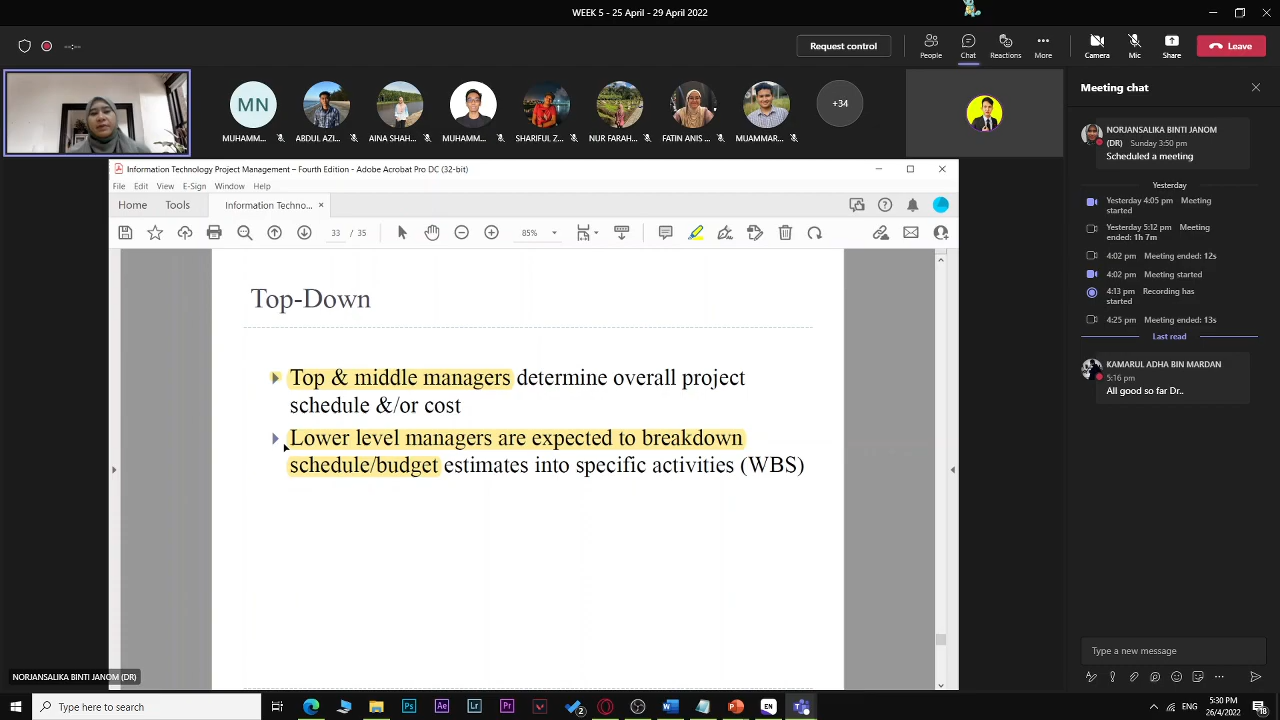 WEEK 5 - 25 April - 29 April 2022
--:--
Request control
People
Chat
Reactions
More
Camera
Mic
Share
Leave
MN
+34
MUHAMM...
ABDUL AZI...
AINA SHAH...
MUHAMM...
SHARIFUL Z...
NUR FARAH...
FATIN ANIS ...
MUAMMAR...
Meeting chat
NORJANSALIKA BINTI JANOM
(DR) Sunday 3:50 pm
Scheduled a meeting
Yesterday
Yesterday 4:05 pm Meeting
started
Yesterday 5:12 pm Meeting
ended: 1h 7m
4:02 pm Meeting ended: 12s
4:02 pm Meeting started
4:13 pm Recording has
started
4:25 pm Meeting ended: 13s
Last read
KAMARUL ADHA BIN MARDAN
5:16 pm
All good so far Dr..
Type a new message
Information Technology Project Management – Fourth Edition - Adobe Acrobat Pro DC (32-bit)
File Edit View E-Sign Window Help
Home Tools Information Techno... ×
33 / 35 85%
Top-Down
Top & middle managers determine overall project
schedule &/or cost
Lower level managers are expected to breakdown
schedule/budget estimates into specific activities (WBS)
NORJANSALIKA BINTI JANOM (DR)
Type here to search
Ps
Ae
Lr
Pr
EN
5:30 PM
26/4/2022